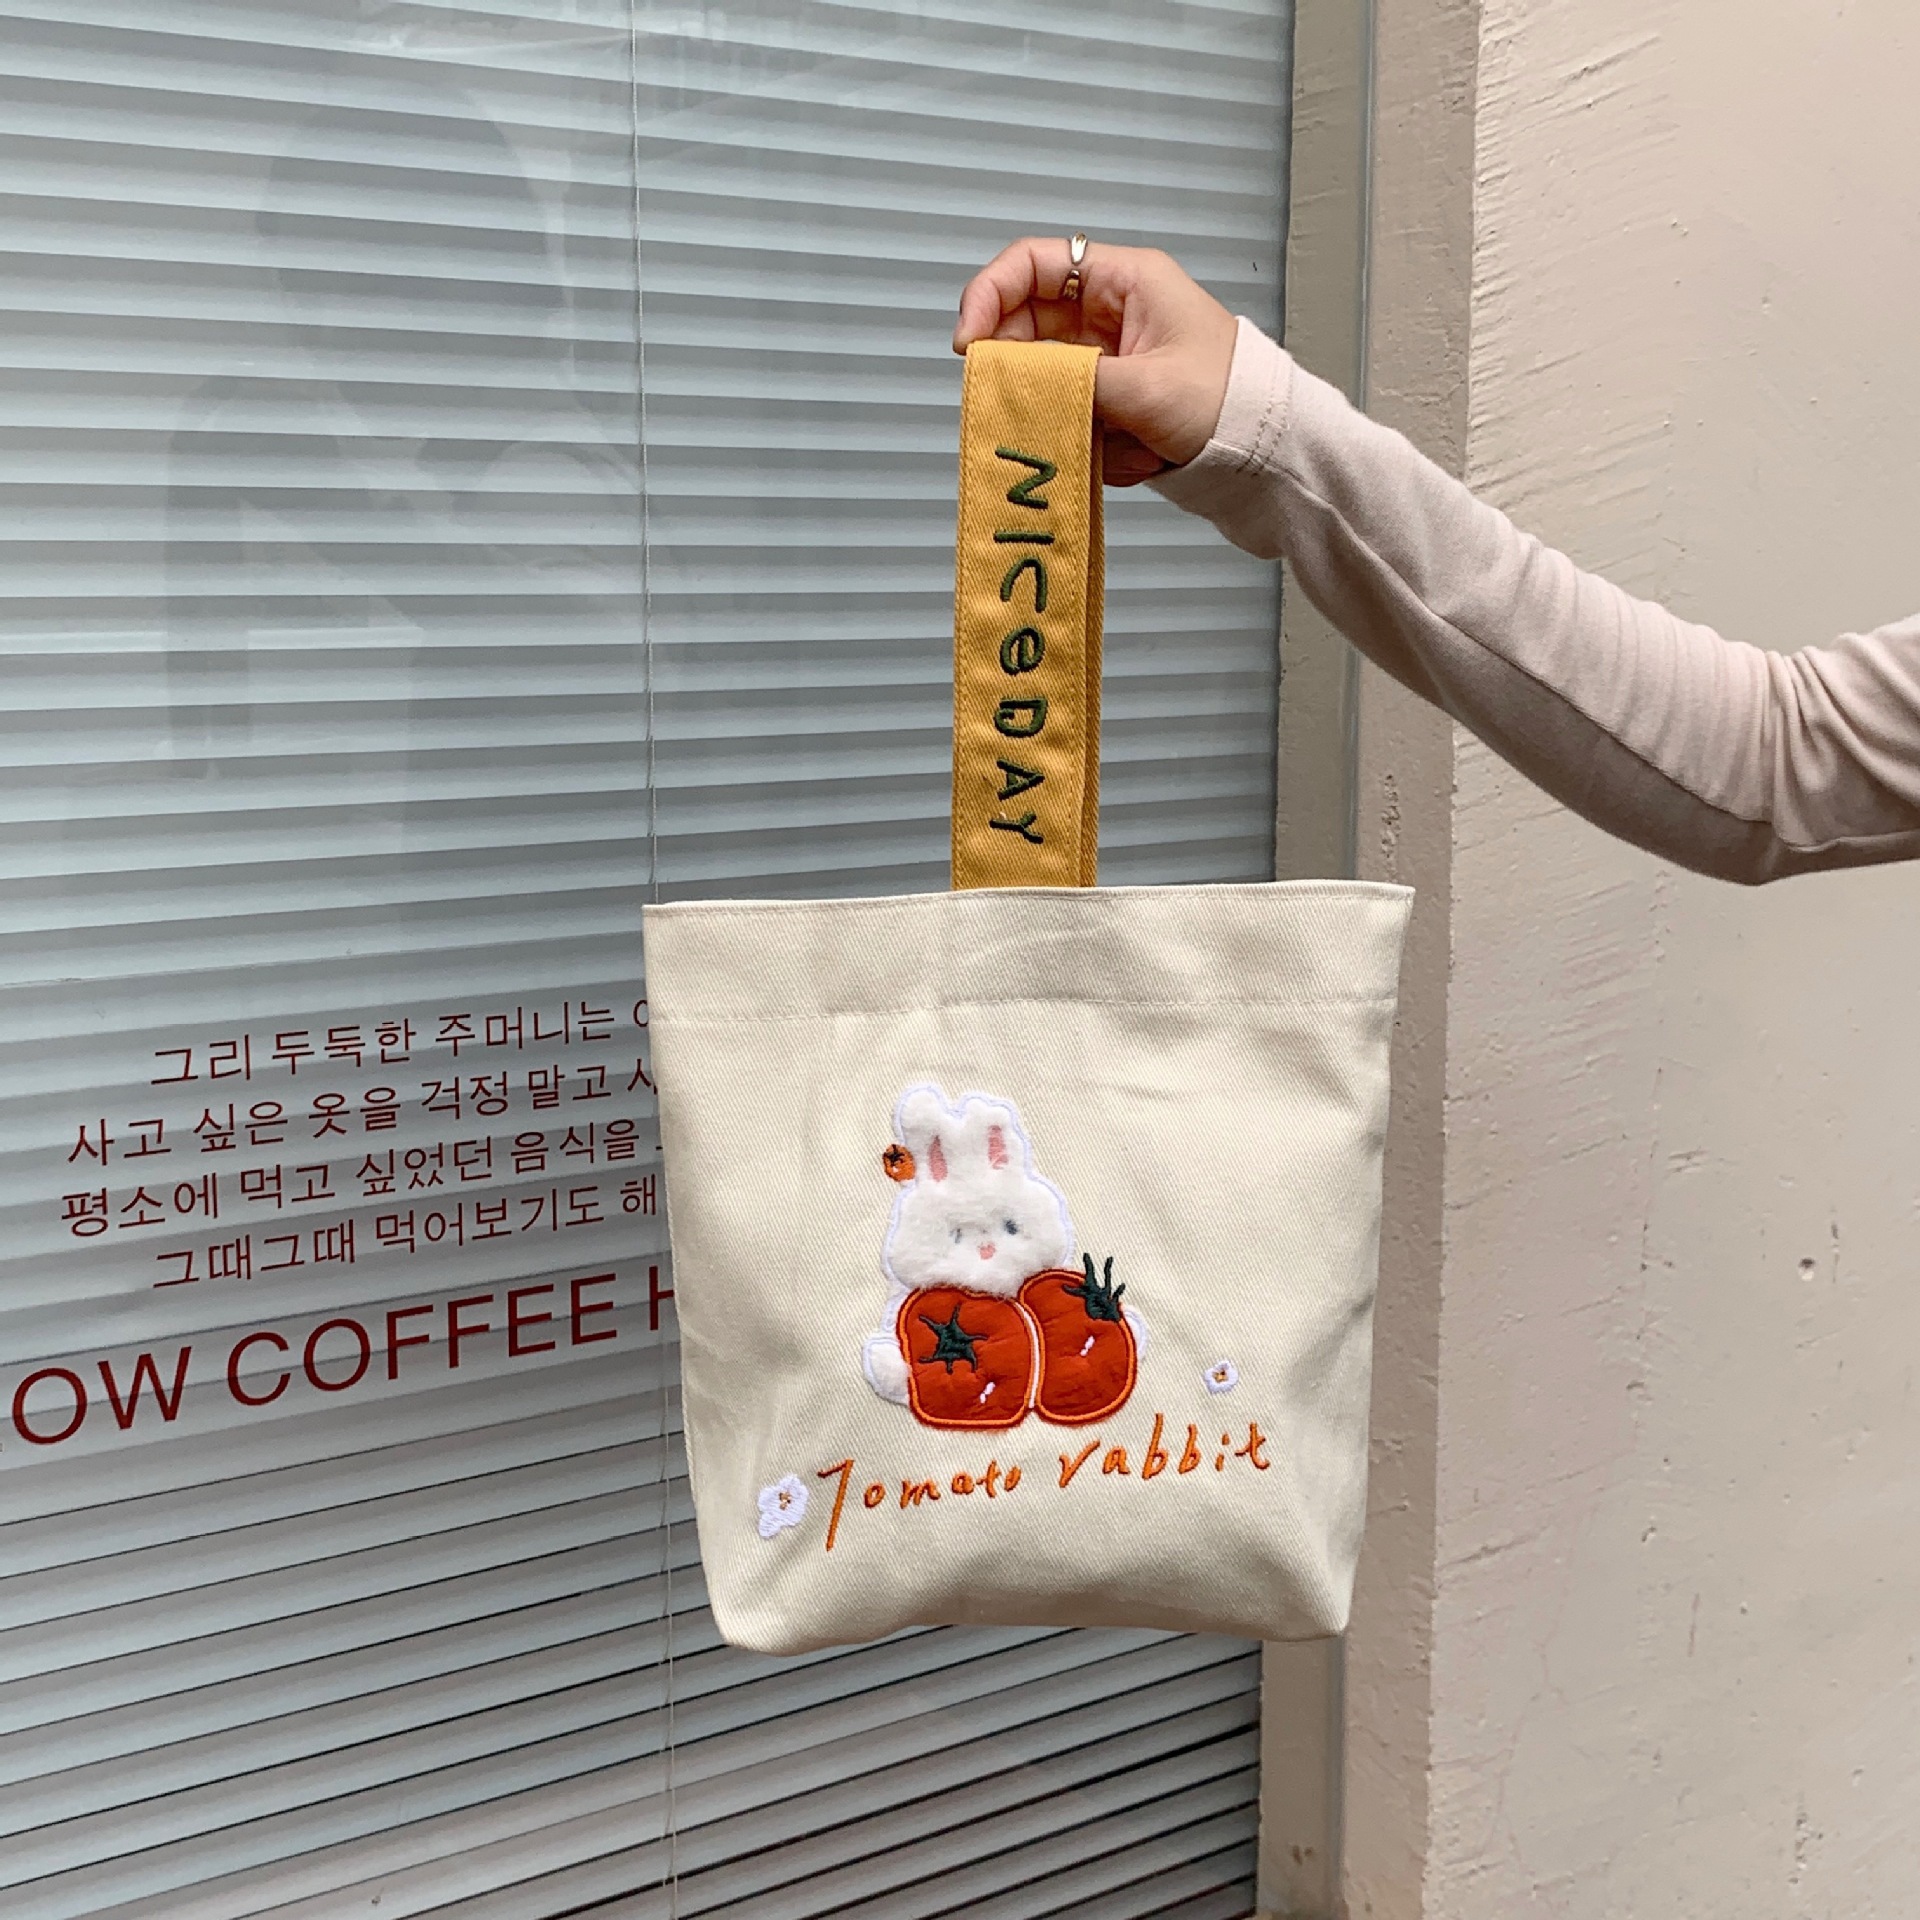 NIceDAY
그리 두둑한 주머니는
사고 싶은 옷을 걱정 말고
평소에 먹고 싶었던 음식을
그때그때 먹어보기도 해
OW COFFEE
Tomato rabbit